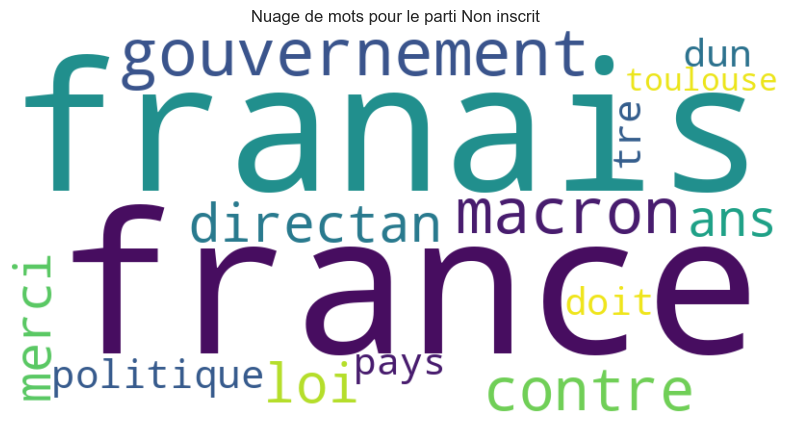 Nuage de mots pour le parti Non inscrit
gouvernement
dun
toulouse
franais
tre
directan
macron
ans
france
doit
merci
politique
loi
pays
contre